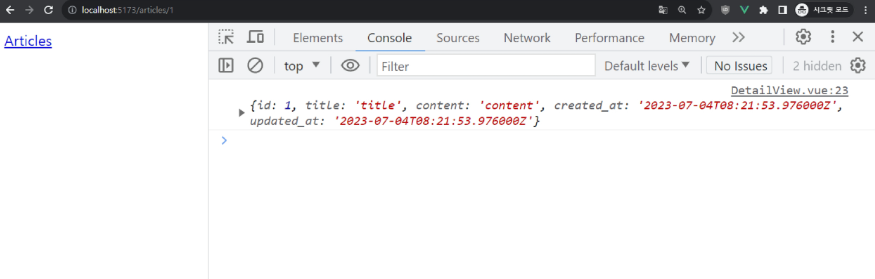 localhost:5173/articles/1
시크릿 모드
Articles
Elements Console Sources Network Performance Memory
top Filter Default levels No Issues 2 hidden
DetailView.vue:23
{id: 1, title: 'title', content: 'content', created_at: '2023-07-04T08:21:53.976000Z',
updated_at: '2023-07-04T08:21:53.976000Z'}